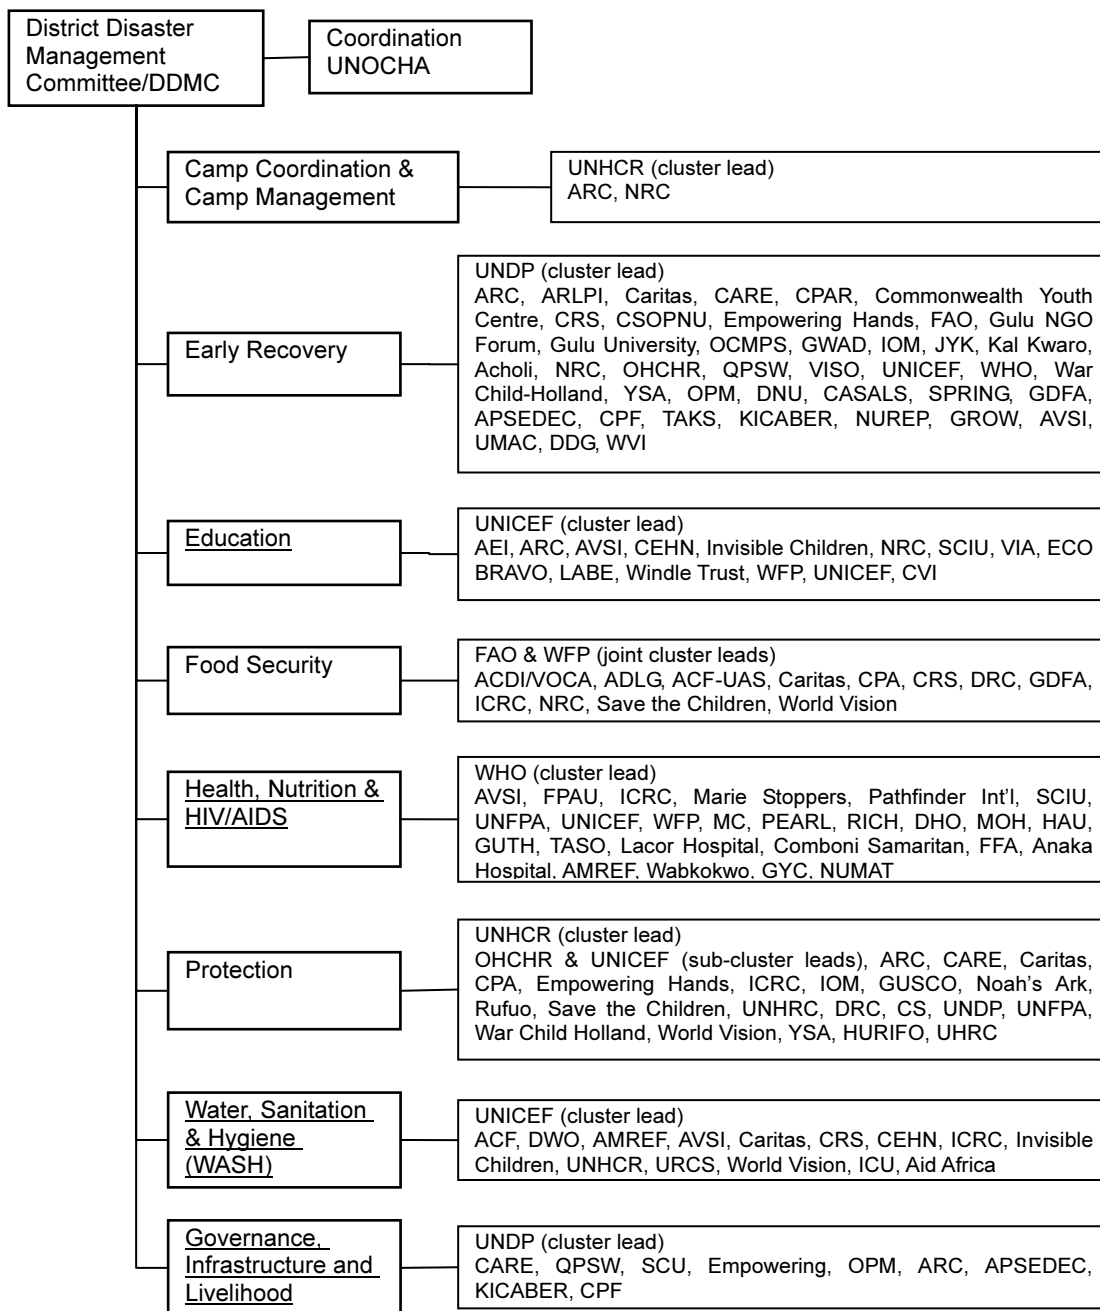 District Disaster
Management
Committee/DDMC
Coordination
UNOCHA
Camp Coordination &
Camp Management
UNHCR (cluster lead)
ARC, NRC
Early Recovery
UNDP (cluster lead)
ARC, ARLPI, Caritas, CARE, CPAR, Commonwealth Youth
Centre, CRS, CSOPNU, Empowering Hands, FAO, Gulu NGO
Forum, Gulu University, OCMPS, GWAD, IOM, JYK, Kal Kwaro,
Acholi, NRC, OHCHR, QPSW, VISO, UNICEF, WHO, War
Child-Holland, YSA, OPM, DNU, CASALS, SPRING, GDFA,
APSEDEC, CPF, TAKS, KICABER, NUREP, GROW, AVSI,
UMAC, DDG, WVI
Education
UNICEF (cluster lead)
AEI, ARC, AVSI, CEHN, Invisible Children, NRC, SCIU, VIA, ECO
BRAVO, LABE, Windle Trust, WFP, UNICEF, CVI
Food Security
FAO & WFP (joint cluster leads)
ACDI/VOCA, ADLG, ACF-UAS, Caritas, CPA, CRS, DRC, GDFA,
ICRC, NRC, Save the Children, World Vision
Health, Nutrition &
HIV/AIDS
WHO (cluster lead)
AVSI, FPAU, ICRC, Marie Stoppers, Pathfinder Int'l, SCIU,
UNFPA, UNICEF, WFP, MC, PEARL, RICH, DHO, MOH, HAU,
GUTH, TASO, Lacor Hospital, Comboni Samaritan, FFA, Anaka
Hospital, AMREF, Wabkokwo, GYC, NUMAT
Protection
UNHCR (cluster lead)
OHCHR & UNICEF (sub-cluster leads), ARC, CARE, Caritas,
CPA, Empowering Hands, ICRC, IOM, GUSCO, Noah's Ark,
Rufuo, Save the Children, UNHRC, DRC, CS, UNDP, UNFPA,
War Child Holland, World Vision, YSA, HURIFO, UHRC
Water, Sanitation
& Hygiene
(WASH)
UNICEF (cluster lead)
ACF, DWO, AMREF, AVSI, Caritas, CRS, CEHN, ICRC, Invisible
Children, UNHCR, URCS, World Vision, ICU, Aid Africa
Governance,
Infrastructure and
Livelihood
UNDP (cluster lead)
CARE, QPSW, SCU, Empowering, OPM, ARC, APSEDEC,
KICABER, CPF